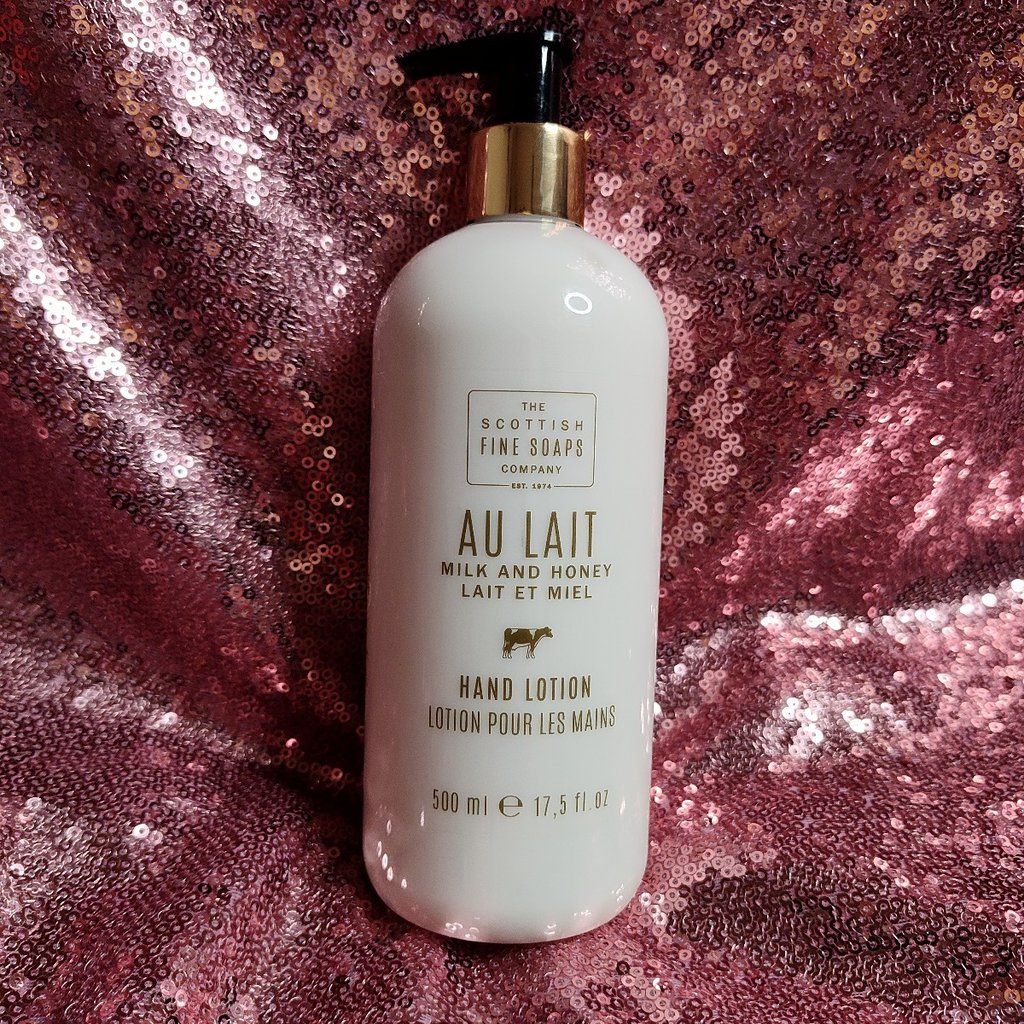 THE
SCOTTISH
FINE SOAPS
COMPANY
EST. 1974
AU LAIT
MILK AND HONEY
LAIT ET MIEL
HAND LOTION
LOTION POUR LES MAINS
500 ml ℮ 17,5 fl.oz